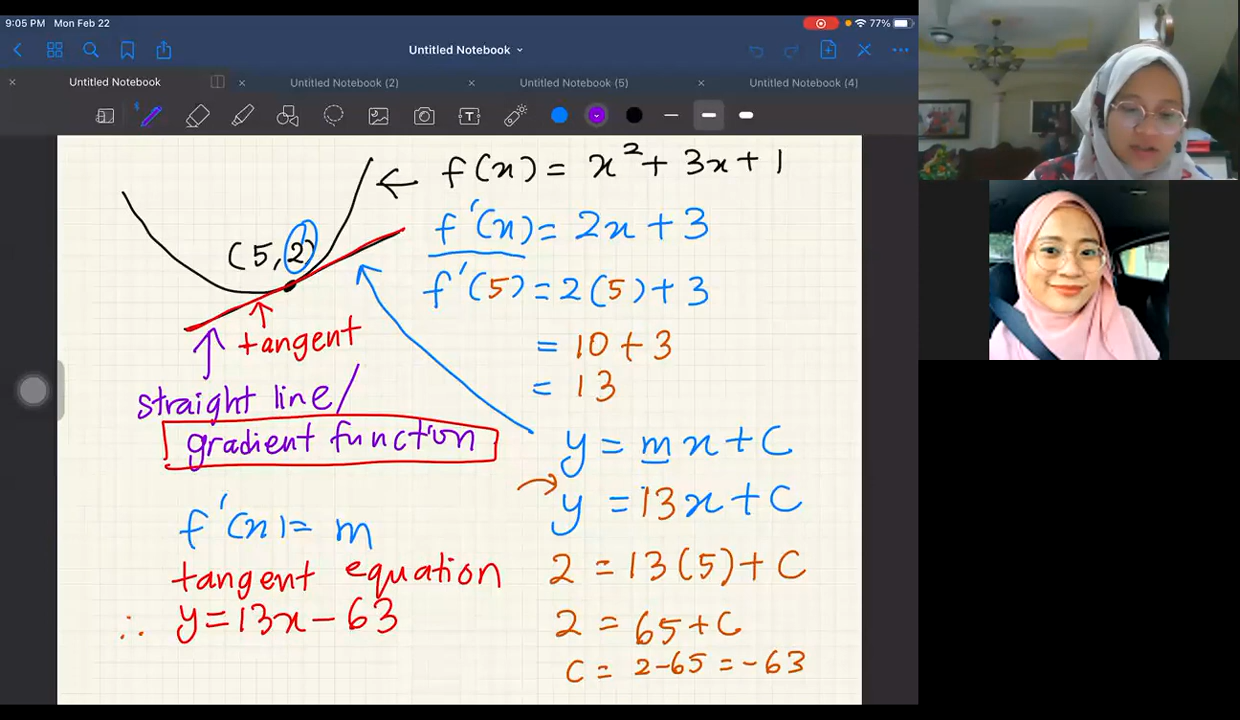 9:05 PM Mon Feb 22
77%
Untitled Notebook
Untitled Notebook
Untitled Notebook (2)
Untitled Notebook (5)
Untitled Notebook (4)
f(x) = x² + 3x + 1
f'(x) = 2x + 3
(5, 2)
f'(5) = 2(5) + 3
tangent
= 10 + 3
= 13
straight line/
gradient function
y = mx + C
y = 13x + C
f'(x) = m
tangent equation
2 = 13(5) + C
∴ y = 13x - 63
2 = 65 + C
C = 2-65 = -63